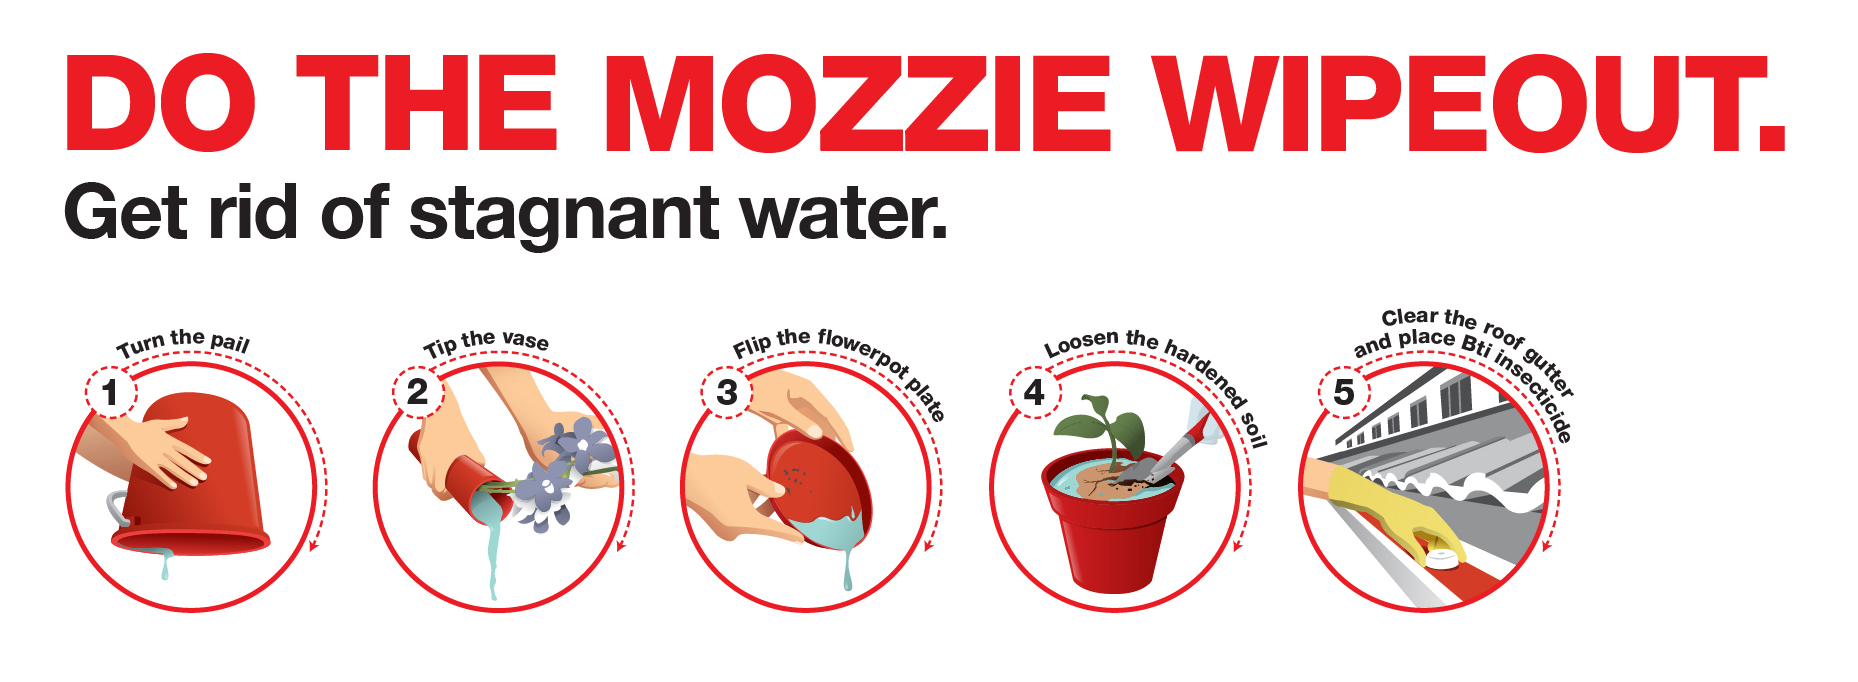 DO THE MOZZIE WIPEOUT.
Get rid of stagnant water.
1
Turn the pail
2
Tip the vase
3
Flip the flowerpot plate
4
Loosen the hardened soil
5
Clear the roof gutter
and place Bti insecticide